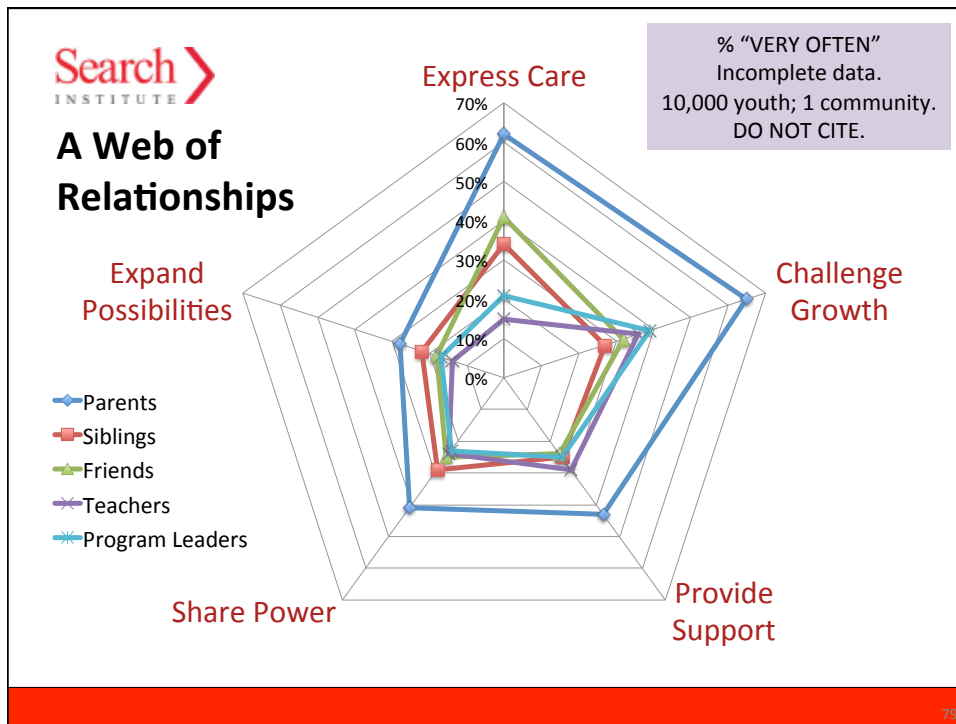 Search
INSTITUTE
A Web of
Relationships
% “VERY OFTEN”
Incomplete data.
10,000 youth; 1 community.
DO NOT CITE.
Express Care
70%
60%
50%
40%
30%
20%
10%
0%
Challenge
Growth
Provide
Support
Share Power
Expand
Possibilities
Parents
Siblings
Friends
Teachers
Program Leaders
79